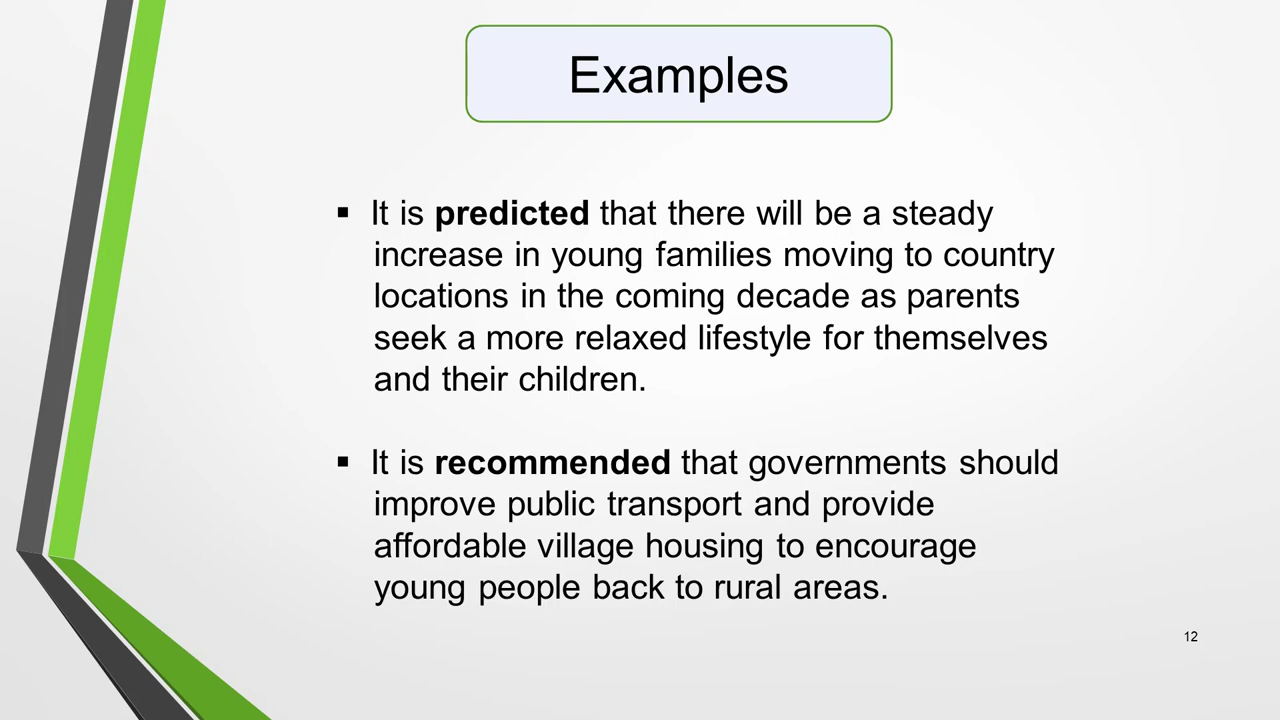 Examples
▪ It is predicted that there will be a steady
increase in young families moving to country
locations in the coming decade as parents
seek a more relaxed lifestyle for themselves
and their children.
▪ It is recommended that governments should
improve public transport and provide
affordable village housing to encourage
young people back to rural areas.
12